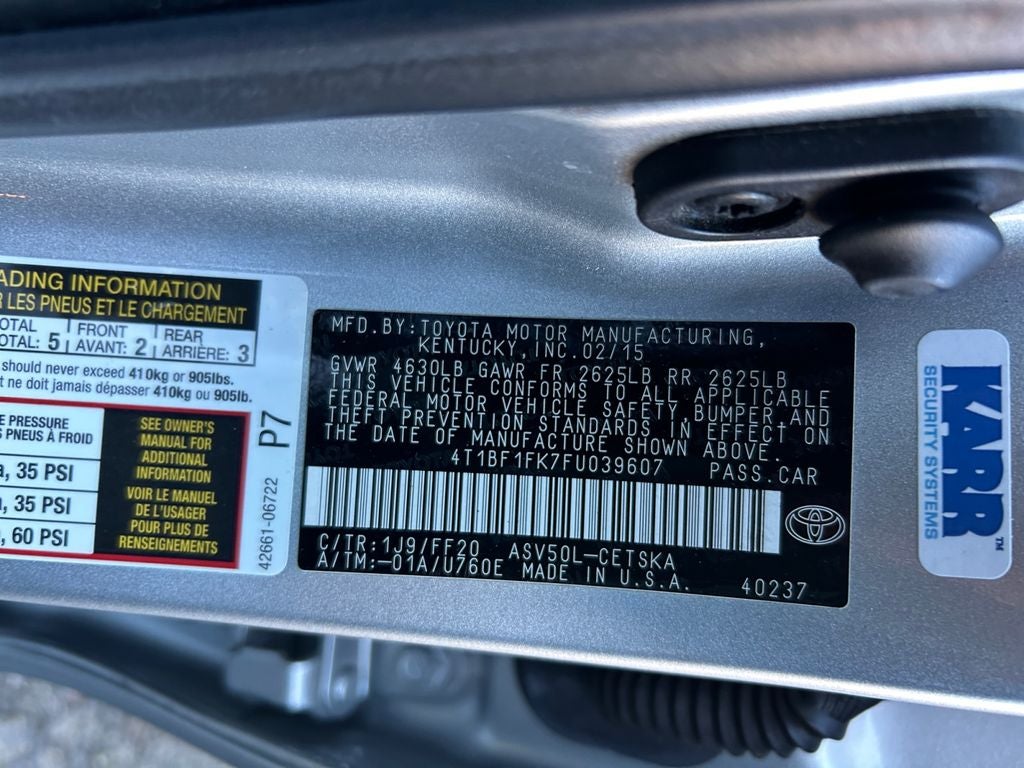 ADING INFORMATION
R LES PNEUS ET LE CHARGEMENT
OTAL 5 FRONT 2 REAR 3
OTAL: AVANT: ARRIÈRE:
should never exceed 410kg or 905lbs.
t ne doit jamais dépasser 410kg ou 905lb.
PRESSURE
PNEUS À FROID
35 PSI
35 PSI
60 PSI
SEE OWNER'S
MANUAL FOR
ADDITIONAL
INFORMATION
VOIR LE MANUEL
DE L'USAGER
POUR PLUS DE
RENSEIGNEMENTS
42661-06722
P7
MFD.BY:TOYOTA MOTOR MANUFACTURING,
KENTUCKY,INC.02/15
GVWR 4630LB GAWR FR 2625LB RR 2625LB
THIS VEHICLE CONFORMS TO ALL APPLICABLE
FEDERAL MOTOR VEHICLE SAFETY,BUMPER,AND
THEFT PREVENTION STANDARDS IN EFFECT ON
THE DATE OF MANUFACTURE SHOWN ABOVE.
4T1BF1FK7FU039607 PASS.CAR
C/TR:1J9/FF20 ASV50L-CETSKA
A/TM:-01A/U760E MADE IN U.S.A.
40237
KARR™
SECURITY SYSTEMS